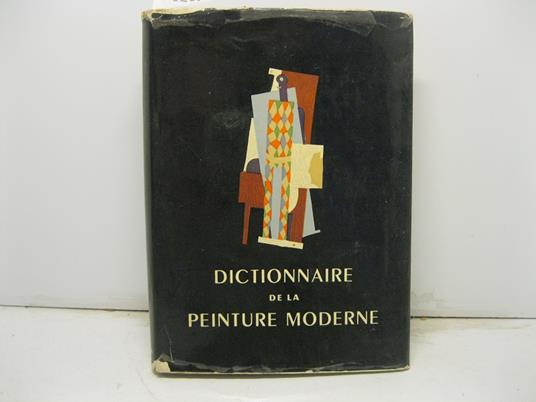 DICTIONNAIRE
DE LA
PEINTURE MODERNE